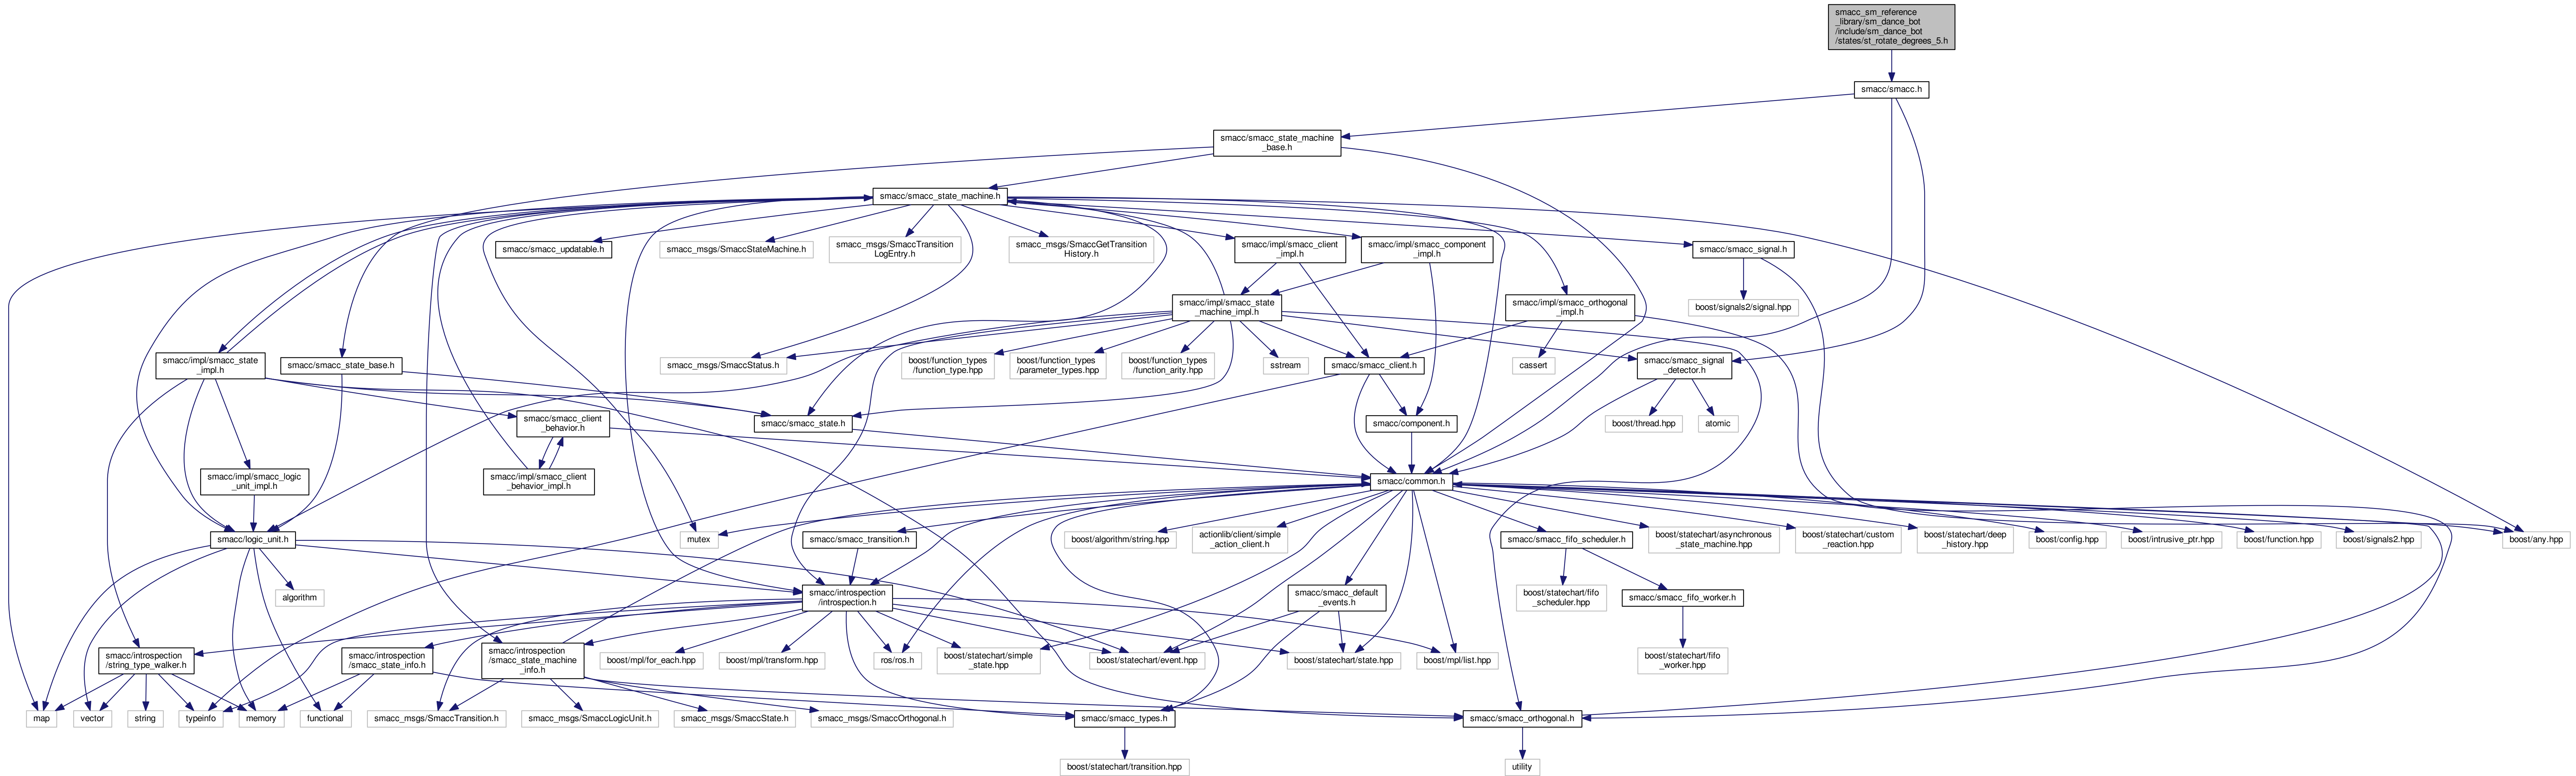 smacc_sm_reference
_library/sm_dance_bot
/include/sm_dance_bot
/states/st_rotate_degrees_5.h
smacc/smacc.h
smacc/smacc_state_machine
_base.h
smacc/smacc_state_machine.h
smacc/smacc_updatable.h
smacc_msgs/SmaccStateMachine.h
smacc_msgs/SmaccTransition
LogEntry.h
smacc_msgs/SmaccGetTransition
History.h
smacc/impl/smacc_client
_impl.h
smacc/impl/smacc_component
_impl.h
smacc/smacc_signal.h
smacc/impl/smacc_state
_machine_impl.h
smacc/impl/smacc_orthogonal
_impl.h
boost/signals2/signal.hpp
smacc/impl/smacc_state
_impl.h
smacc/smacc_state_base.h
smacc_msgs/SmaccStatus.h
boost/function_types
/function_type.hpp
boost/function_types
/parameter_types.hpp
boost/function_types
/function_arity.hpp
sstream
smacc/smacc_client.h
cassert
smacc/smacc_signal
_detector.h
smacc/smacc_client
_behavior.h
smacc/smacc_state.h
smacc/component.h
boost/thread.hpp
atomic
smacc/impl/smacc_logic
_unit_impl.h
smacc/impl/smacc_client
_behavior_impl.h
smacc/common.h
smacc/logic_unit.h
mutex
smacc/smacc_transition.h
boost/algorithm/string.hpp
actionlib/client/simple
_action_client.h
smacc/smacc_fifo_scheduler.h
boost/statechart/asynchronous
_state_machine.hpp
boost/statechart/custom
_reaction.hpp
boost/statechart/deep
_history.hpp
boost/config.hpp
boost/intrusive_ptr.hpp
boost/function.hpp
boost/signals2.hpp
boost/any.hpp
algorithm
smacc/introspection
/introspection.h
smacc/smacc_default
_events.h
boost/statechart/fifo
_scheduler.hpp
smacc/smacc_fifo_worker.h
smacc/introspection
/string_type_walker.h
smacc/introspection
/smacc_state_info.h
smacc/introspection
/smacc_state_machine
_info.h
boost/mpl/for_each.hpp
boost/mpl/transform.hpp
ros/ros.h
boost/statechart/simple
_state.hpp
boost/statechart/event.hpp
boost/statechart/state.hpp
boost/mpl/list.hpp
boost/statechart/fifo
_worker.hpp
map
vector
string
typeinfo
memory
functional
smacc_msgs/SmaccTransition.h
smacc_msgs/SmaccLogicUnit.h
smacc_msgs/SmaccState.h
smacc_msgs/SmaccOrthogonal.h
smacc/smacc_types.h
smacc/smacc_orthogonal.h
boost/statechart/transition.hpp
utility